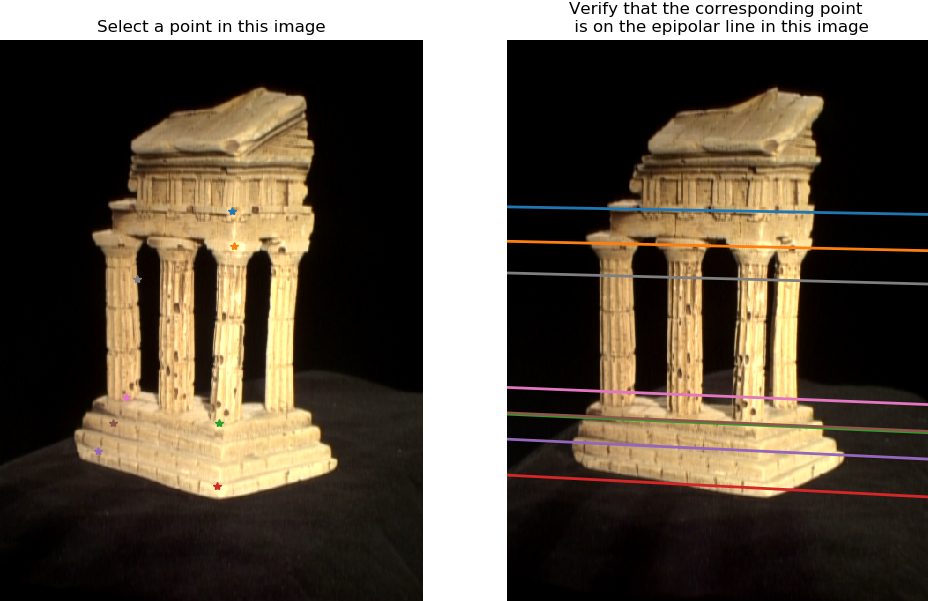 Select a point in this image
Verify that the corresponding point
is on the epipolar line in this image